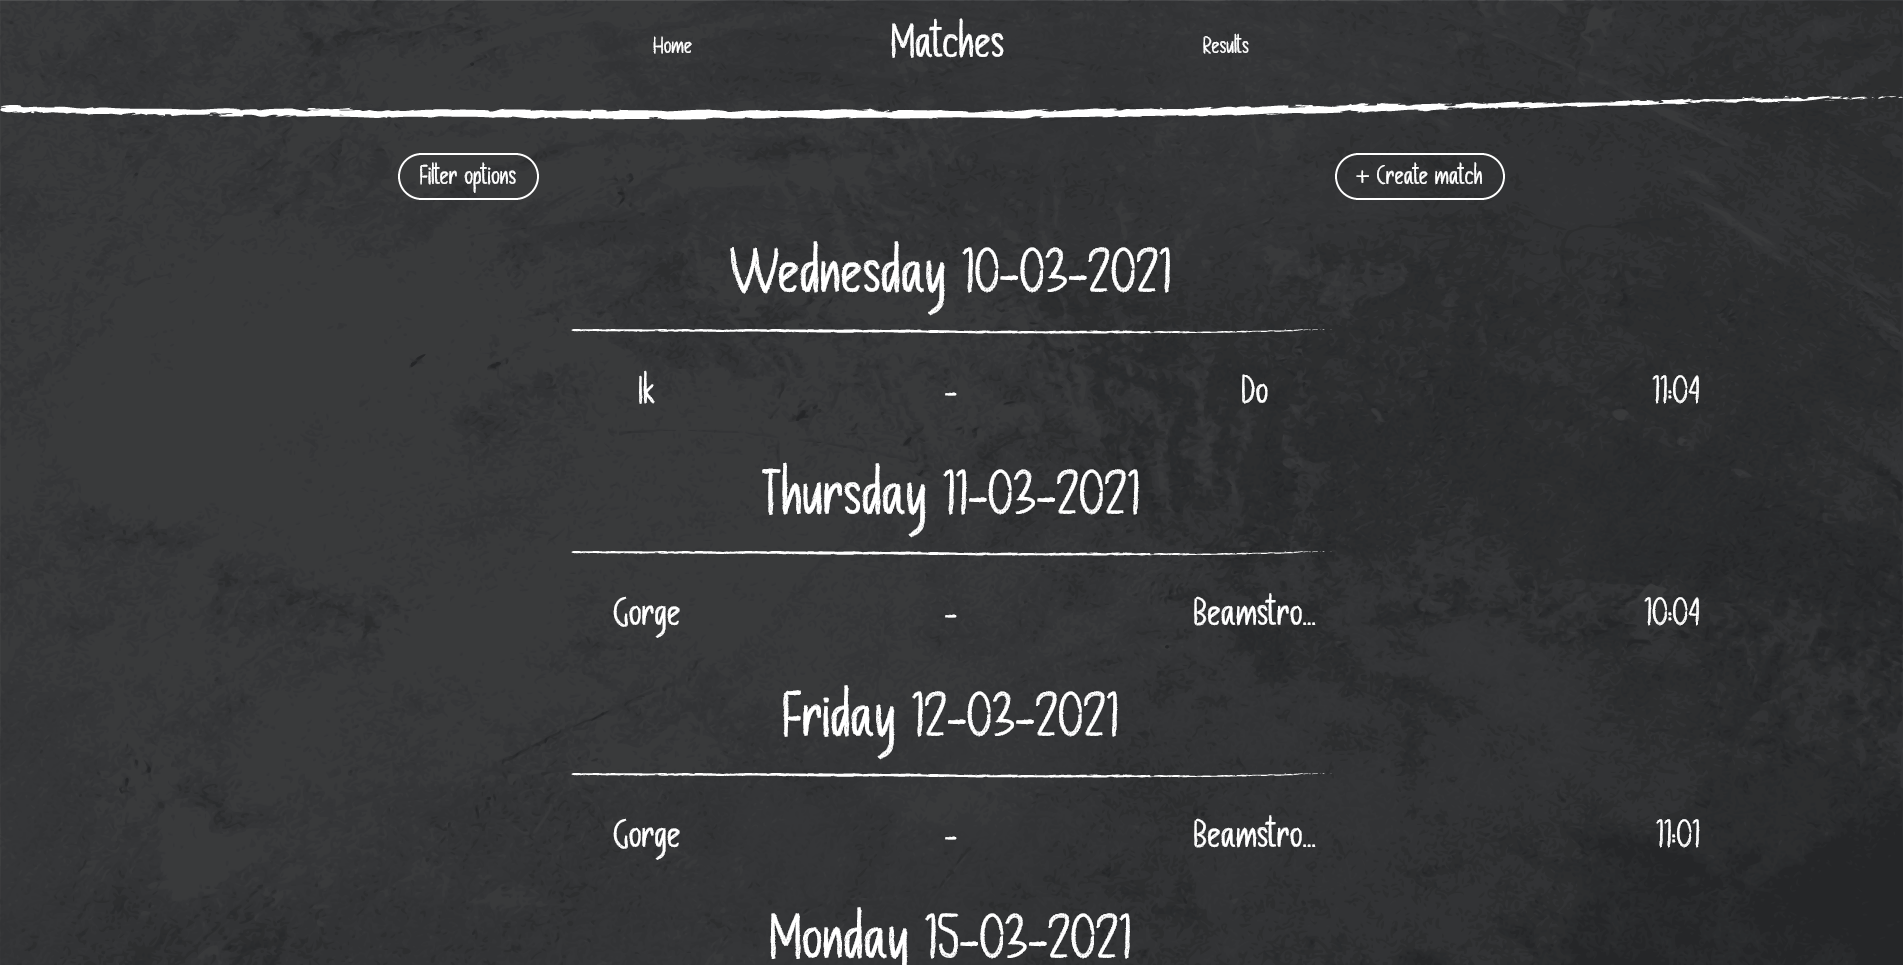 Home Matches Results
Filter options + Create match
Wednesday 10-03-2021
Ik - Do 11:04
Thursday 11-03-2021
Gorge - Beamstro... 10:04
Friday 12-03-2021
Gorge - Beamstro... 11:01
Monday 15-03-2021